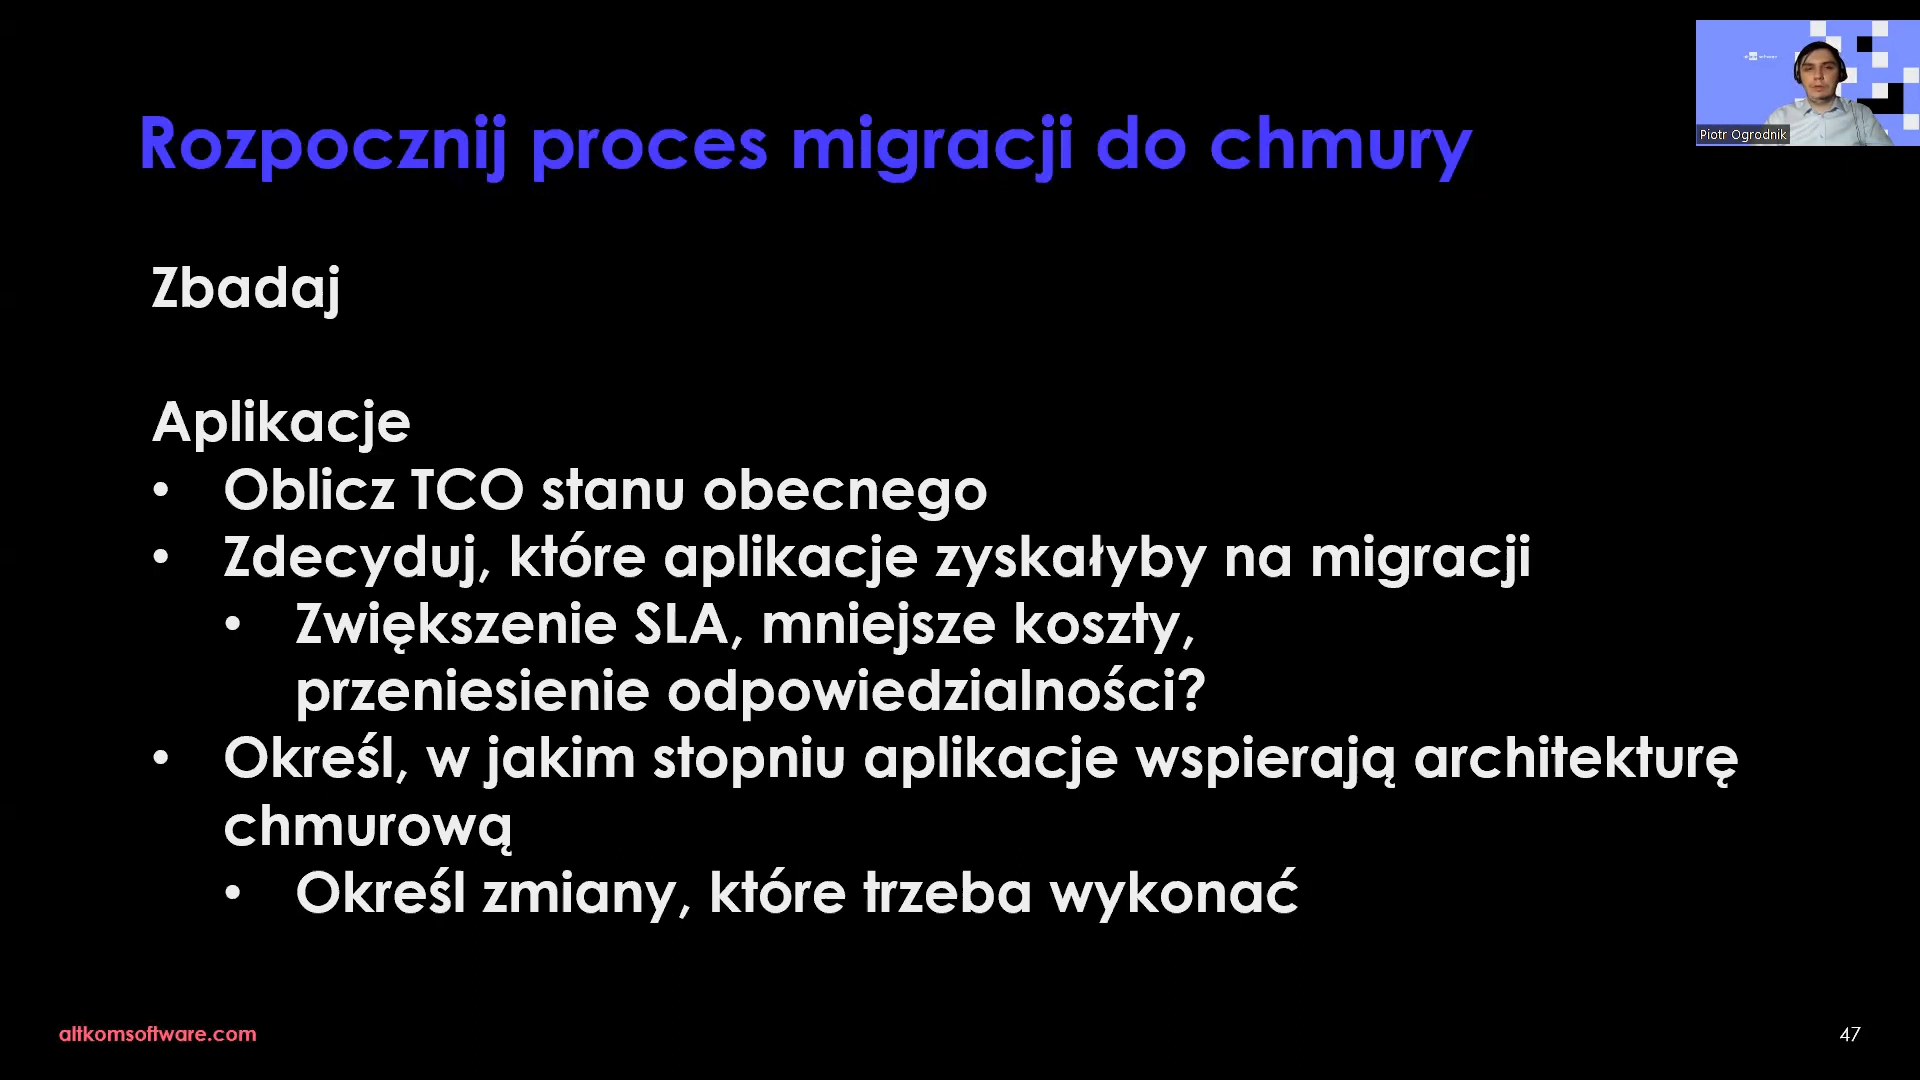 Rozpocznij proces migracji do chmury
Piotr Ogrodnik
Zbadaj
Aplikacje
• Oblicz TCO stanu obecnego
• Zdecyduj, które aplikacje zyskałyby na migracji
• Zwiększenie SLA, mniejsze koszty,
przeniesienie odpowiedzialności?
• Określ, w jakim stopniu aplikacje wspierają architekturę
chmurową
• Określ zmiany, które trzeba wykonać
altkomsoftware.com
47